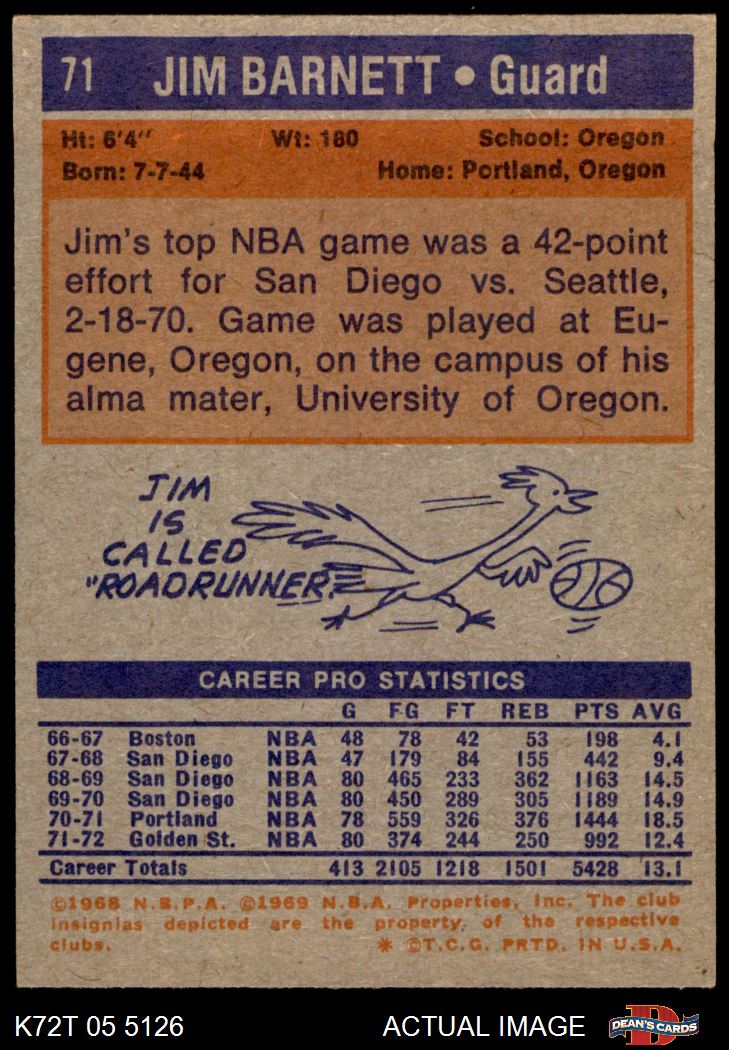 71 JIM BARNETT • Guard
Ht: 6'4" Wt: 180 School: Oregon
Born: 7-7-44 Home: Portland, Oregon
Jim's top NBA game was a 42-point
effort for San Diego vs. Seattle,
2-18-70. Game was played at Eu-
gene, Oregon, on the campus of his
alma mater, University of Oregon.
JIM
IS
CALLED
"ROADRUNNER."
CAREER PRO STATISTICS
G FG FT REB PTS AVG
66-67 Boston NBA 48 78 42 53 198 4.1
67-68 San Diego NBA 47 179 84 155 442 9.4
68-69 San Diego NBA 80 465 233 362 1163 14.5
69-70 San Diego NBA 80 450 289 305 1189 14.9
70-71 Portland NBA 78 559 326 376 1444 18.5
71-72 Golden St. NBA 80 374 244 250 992 12.4
Career Totals 413 2105 1218 1501 5428 13.1
©1968 N.B.P.A. ©1969 N.B.A. Properties, Inc. The club
insignias depicted are the property of the respective
clubs. * ©T.C.G. PRTD. IN U.S.A.
K72T 05 5126 ACTUAL IMAGE DEAN'S CARDS